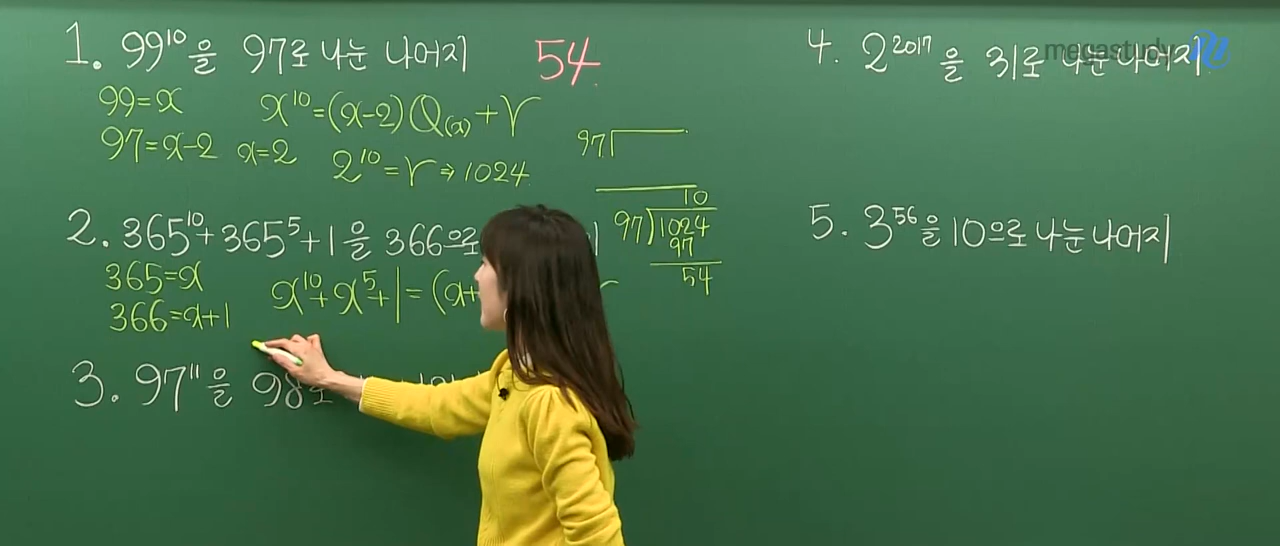 1. 99¹⁰을 97로 나눈 나머지 54
99=x
97=x-2 x=2
x¹⁰=(x-2)Q(x)+r
2¹⁰=r⇒1024
97
10
97 1024
97
54
2. 365¹⁰+365⁵+1을 366으로
365=x
366=x+1
x¹⁰+x⁵+1=(x+
3. 97¹¹을 98로
4. 2²⁰¹⁷을 31로 나눈 나머지
megastudy
5. 3⁵⁶을 10으로 나눈 나머지